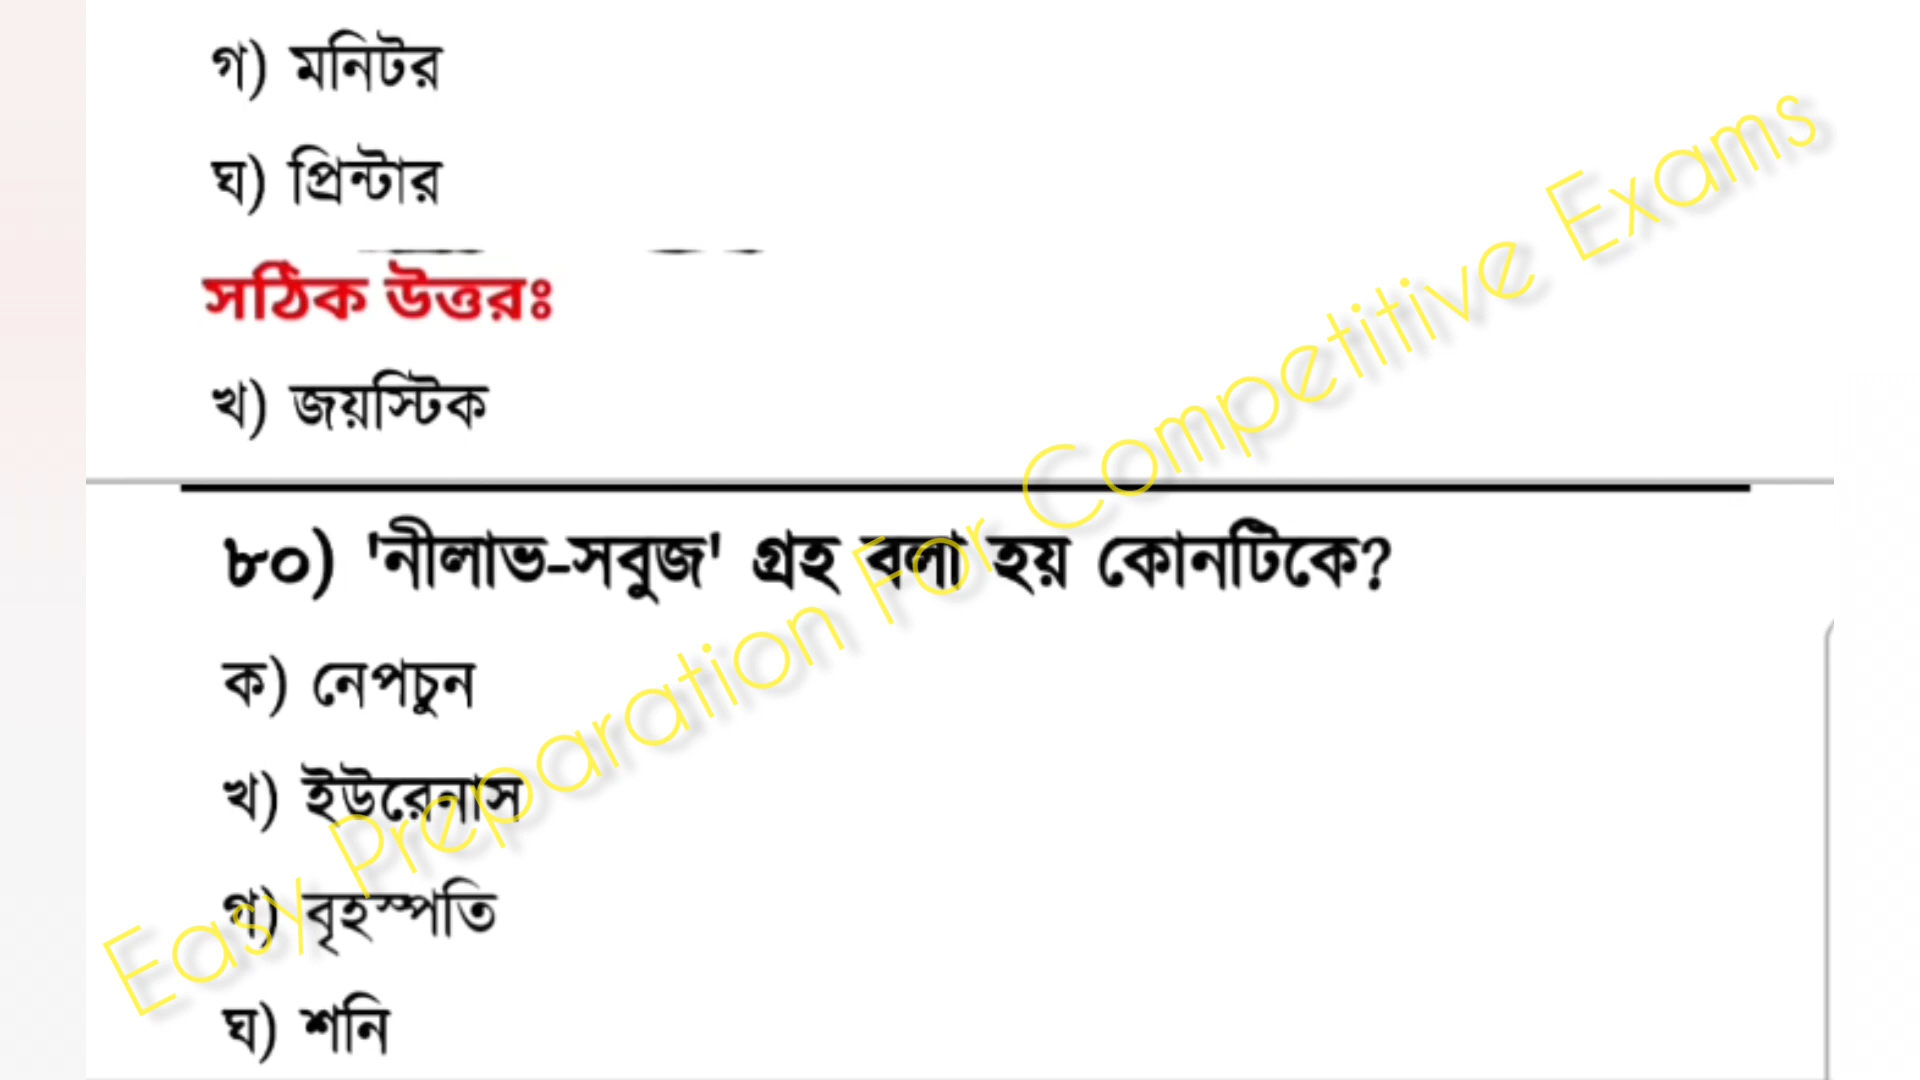 গ) মনিটর
ঘ) প্রিন্টার
সঠিক উত্তরঃ
খ) জয়স্টিক
৮০) 'নীলাভ-সবুজ' গ্রহ বলা হয় কোনটিকে?
ক) নেপচুন
খ) ইউরেনাস
গ) বৃহস্পতি
ঘ) শনি
Easy Preparation For Competitive Exams